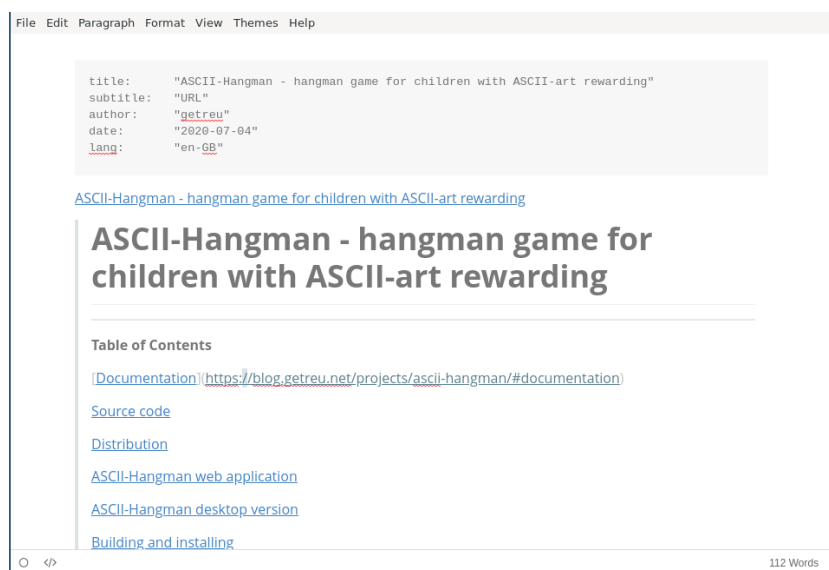 File Edit Paragraph Format View Themes Help
title: "ASCII-Hangman - hangman game for children with ASCII-art rewarding"
subtitle: "URL"
author: "getreu"
date: "2020-07-04"
lang: "en-GB"
ASCII-Hangman - hangman game for children with ASCII-art rewarding
ASCII-Hangman - hangman game for
children with ASCII-art rewarding
Table of Contents
[Documentation](https://blog.getreu.net/projects/ascii-hangman/#documentation)
Source code
Distribution
ASCII-Hangman web application
ASCII-Hangman desktop version
Building and installing
</> 112 Words